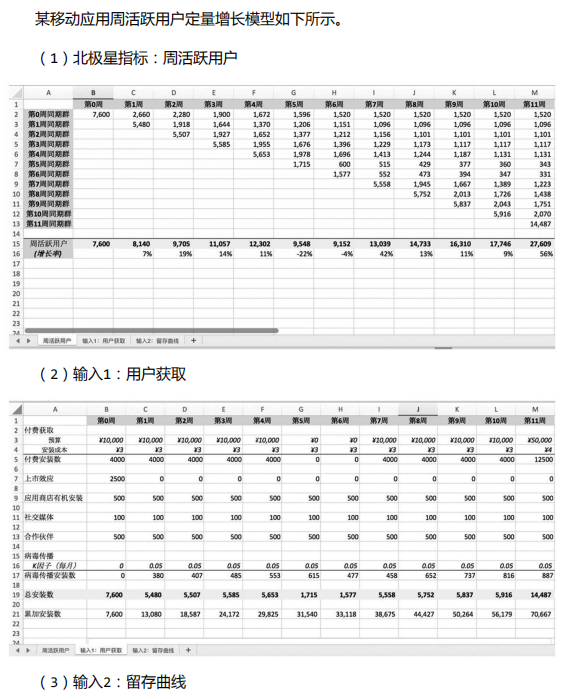 某移动应用周活跃用户定量增长模型如下所示。
（1）北极星指标：周活跃用户
A B C D E F G H I J K L M
1 第0周 第1周 第2周 第3周 第4周 第5周 第6周 第7周 第8周 第9周 第10周 第11周
2 第0周同期群 7,600 2,660 2,280 1,900 1,672 1,596 1,520 1,520 1,520 1,520 1,520 1,520
3 第1周同期群 5,480 1,918 1,644 1,370 1,206 1,151 1,096 1,096 1,096 1,096 1,096
4 第2周同期群 5,507 1,927 1,652 1,377 1,212 1,156 1,101 1,101 1,101 1,101
5 第3周同期群 5,585 1,955 1,676 1,396 1,229 1,173 1,117 1,117 1,117
6 第4周同期群 5,653 1,978 1,696 1,413 1,244 1,187 1,131 1,131
7 第5周同期群 1,715 600 515 429 377 360 343
8 第6周同期群 1,577 552 473 394 347 331
9 第7周同期群 5,558 1,945 1,667 1,389 1,223
10 第8周同期群 5,752 2,013 1,726 1,438
11 第9周同期群 5,837 2,043 1,751
12 第10周同期群 5,916 2,070
13 第11周同期群 14,487
14
15 周活跃用户 7,600 8,140 9,705 11,057 12,302 9,548 9,152 13,039 14,733 16,310 17,746 27,609
16 (增长率) 7% 19% 14% 11% -22% -4% 42% 13% 11% 9% 56%
17
18
19
20
21
22
23
24
周活跃用户 输入1：用户获取 输入2：留存曲线 +
（2）输入1：用户获取
A B C D E F G H I J K L M
1 第0周 第1周 第2周 第3周 第4周 第5周 第6周 第7周 第8周 第9周 第10周 第11周
2 付费获取
3 预算 ¥10,000 ¥10,000 ¥10,000 ¥10,000 ¥10,000 ¥0 ¥0 ¥10,000 ¥10,000 ¥10,000 ¥10,000 ¥50,000
4 安装成本 ¥3 ¥3 ¥3 ¥3 ¥3 ¥3 ¥3 ¥3 ¥3 ¥3 ¥3 ¥4
5 付费安装数 4000 4000 4000 4000 4000 0 0 4000 4000 4000 4000 12500
6
7 上市效应 2500 0 0 0 0 0 0 0 0 0 0 0
8
9 应用商店有机安装 500 500 500 500 500 500 500 500 500 500 500 500
10
11 社交媒体 100 100 100 100 100 100 100 100 100 100 100 100
12
13 合作伙伴 500 500 500 500 500 500 500 500 500 500 500 500
14
15 病毒传播
16 K因子（每月） 0 0.05 0.05 0.05 0.05 0.05 0.05 0.05 0.05 0.05 0.05 0.05
17 病毒传播安装数 0 380 407 485 553 615 477 458 652 737 816 887
18
19 总安装数 7,600 5,480 5,507 5,585 5,653 1,715 1,577 5,558 5,752 5,837 5,916 14,487
20
21 累加安装数 7,600 13,080 18,587 24,172 29,825 31,540 33,118 38,675 44,427 50,264 56,179 70,667
22
23
24
周活跃用户 输入1：用户获取 输入2：留存曲线 +
（3）输入2：留存曲线